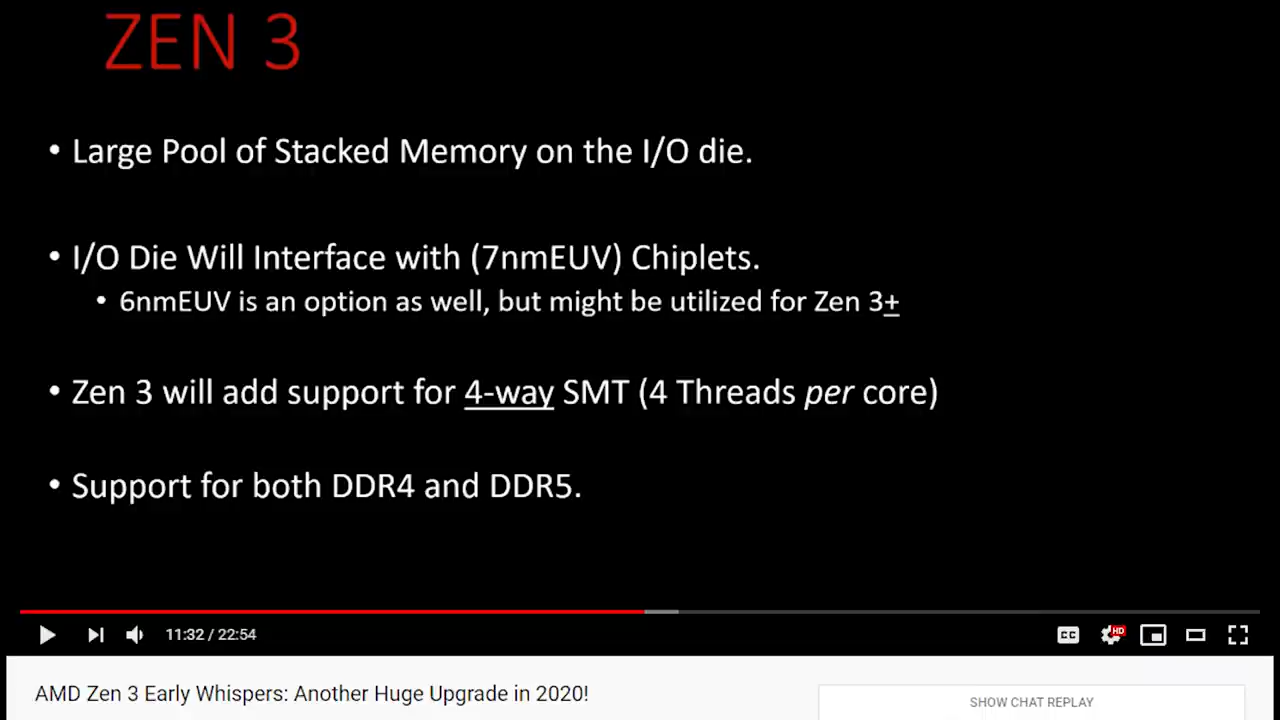 ZEN 3
• Large Pool of Stacked Memory on the I/O die.
• I/O Die Will Interface with (7nmEUV) Chiplets.
• 6nmEUV is an option as well, but might be utilized for Zen 3+
• Zen 3 will add support for 4-way SMT (4 Threads per core)
• Support for both DDR4 and DDR5.
11:32 / 22:54
CC
HD
AMD Zen 3 Early Whispers: Another Huge Upgrade in 2020!
SHOW CHAT REPLAY